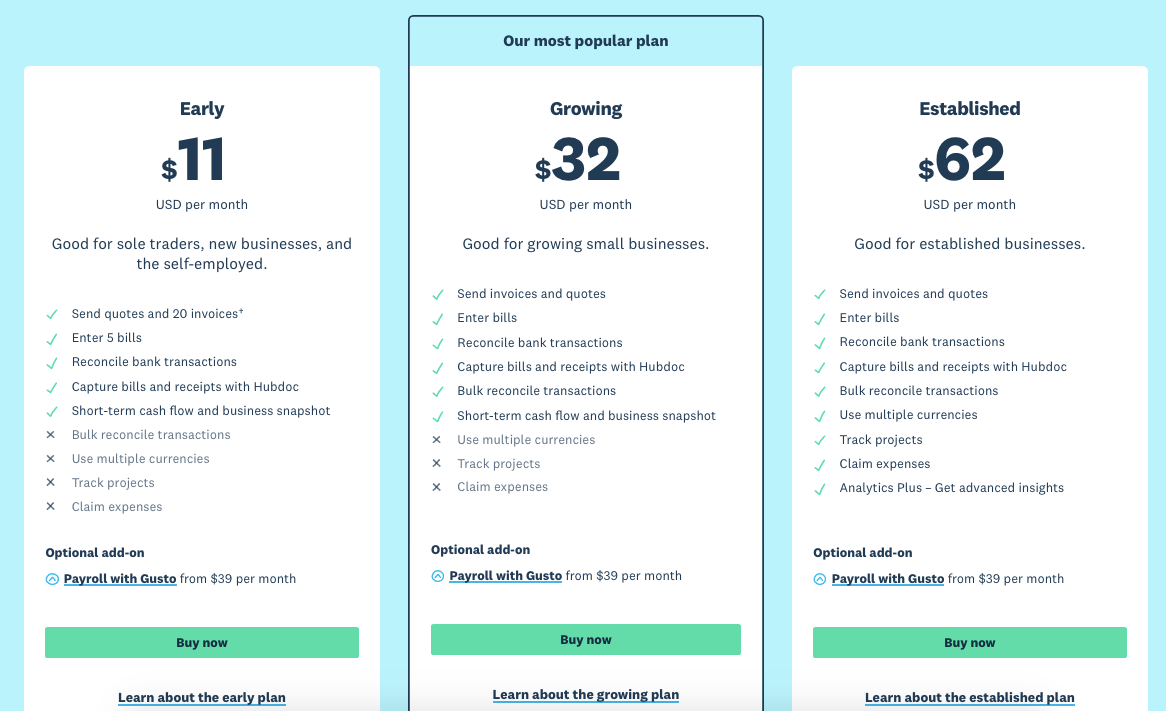 Our most popular plan
Early
$11
USD per month
Good for sole traders, new businesses, and
the self-employed.
✓ Send quotes and 20 invoices†
✓ Enter 5 bills
✓ Reconcile bank transactions
✓ Capture bills and receipts with Hubdoc
✓ Short-term cash flow and business snapshot
× Bulk reconcile transactions
× Use multiple currencies
× Track projects
× Claim expenses
Optional add-on
Payroll with Gusto from $39 per month
Buy now
Learn about the early plan
Growing
$32
USD per month
Good for growing small businesses.
✓ Send invoices and quotes
✓ Enter bills
✓ Reconcile bank transactions
✓ Capture bills and receipts with Hubdoc
✓ Bulk reconcile transactions
✓ Short-term cash flow and business snapshot
× Use multiple currencies
× Track projects
× Claim expenses
Optional add-on
Payroll with Gusto from $39 per month
Buy now
Learn about the growing plan
Established
$62
USD per month
Good for established businesses.
✓ Send invoices and quotes
✓ Enter bills
✓ Reconcile bank transactions
✓ Capture bills and receipts with Hubdoc
✓ Bulk reconcile transactions
✓ Use multiple currencies
✓ Track projects
✓ Claim expenses
✓ Analytics Plus – Get advanced insights
Optional add-on
Payroll with Gusto from $39 per month
Buy now
Learn about the established plan